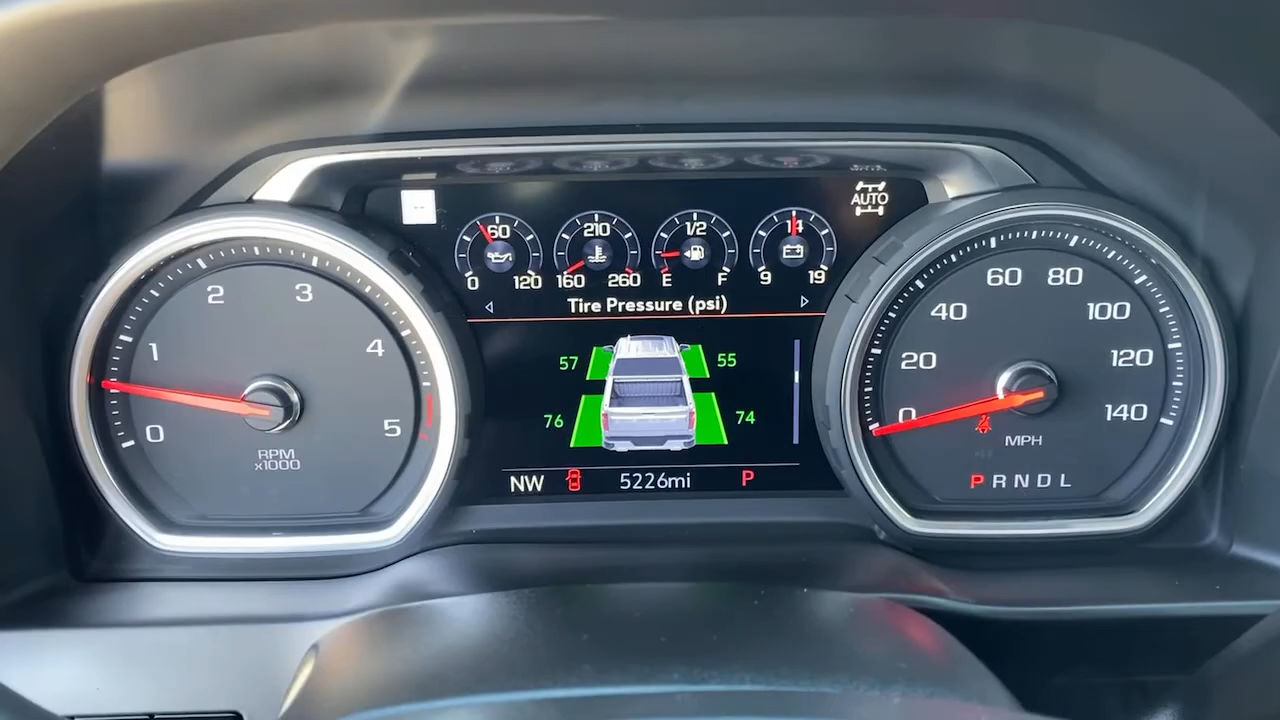 AUTO
60
0 120
210
160 260
1/2
E F
14
9 19
Tire Pressure (psi)
57 55
76 74
NW 5226mi P
0 1 2 3 4 5
RPM
x1000
0 20 40 60 80 100 120 140
MPH
P R N D L